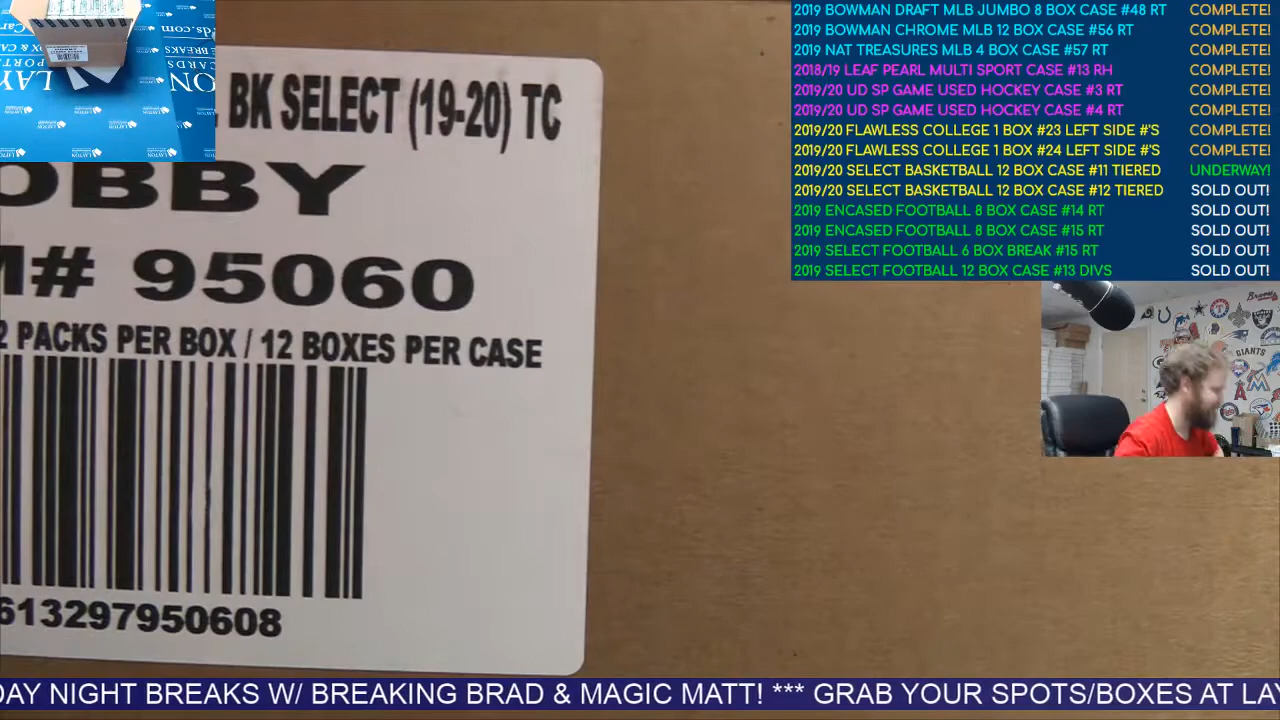 BK SELECT (19-20) TC
OBBY
M# 95060
2 PACKS PER BOX / 12 BOXES PER CASE
613297950608
2019 BOWMAN DRAFT MLB JUMBO 8 BOX CASE #48 RT COMPLETE!
2019 BOWMAN CHROME MLB 12 BOX CASE #56 RT COMPLETE!
2019 NAT TREASURES MLB 4 BOX CASE #57 RT COMPLETE!
2018/19 LEAF PEARL MULTI SPORT CASE #13 RH COMPLETE!
2019/20 UD SP GAME USED HOCKEY CASE #3 RT COMPLETE!
2019/20 UD SP GAME USED HOCKEY CASE #4 RT COMPLETE!
2019/20 FLAWLESS COLLEGE 1 BOX #23 LEFT SIDE #'S COMPLETE!
2019/20 FLAWLESS COLLEGE 1 BOX #24 LEFT SIDE #'S COMPLETE!
2019/20 SELECT BASKETBALL 12 BOX CASE #11 TIERED UNDERWAY!
2019/20 SELECT BASKETBALL 12 BOX CASE #12 TIERED SOLD OUT!
2019 ENCASED FOOTBALL 8 BOX CASE #14 RT SOLD OUT!
2019 ENCASED FOOTBALL 8 BOX CASE #15 RT SOLD OUT!
2019 SELECT FOOTBALL 6 BOX BREAK #15 RT SOLD OUT!
2019 SELECT FOOTBALL 12 BOX CASE #13 DIVS SOLD OUT!
GIANTS
DAY NIGHT BREAKS W/ BREAKING BRAD & MAGIC MATT! *** GRAB YOUR SPOTS/BOXES AT LAY